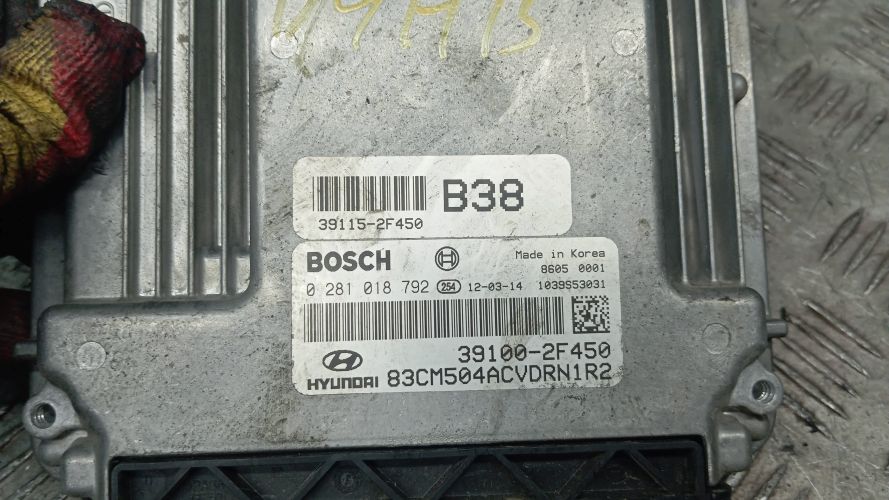 B38
39115-2F450
BOSCH Made in Korea
8605 0001
0 281 018 792 254 12-03-14 1039S53031
39100-2F450
HYUNDAI 83CM504ACVDRN1R2